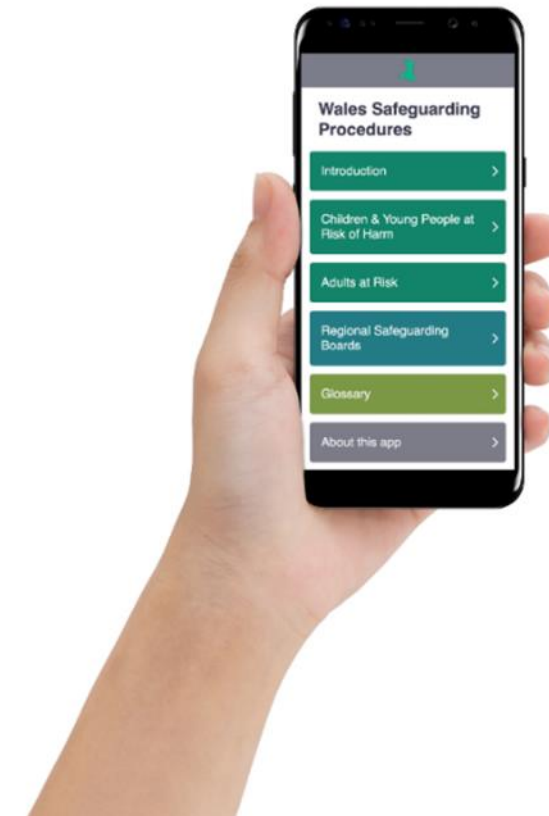 Wales Safeguarding
Procedures
Introduction
Children & Young People at
Risk of Harm
Adults at Risk
Regional Safeguarding
Boards
Glossary
About this app